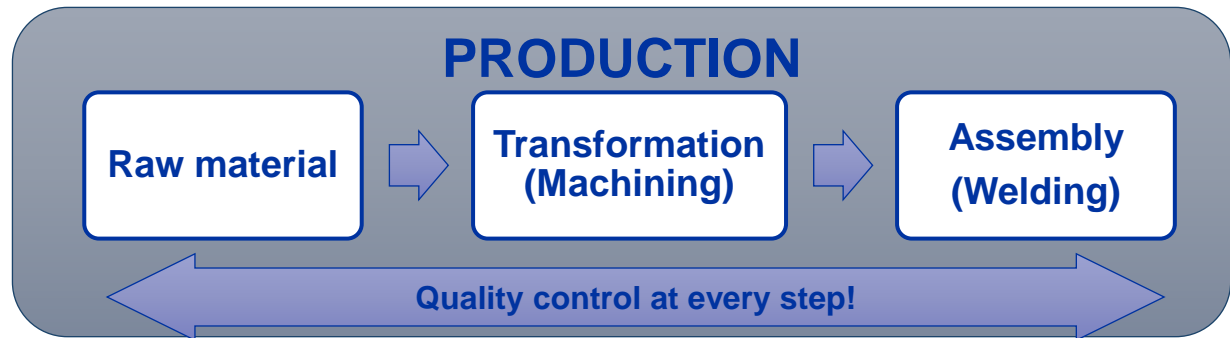 PRODUCTION
Raw material
Transformation
(Machining)
Assembly
(Welding)
Quality control at every step!